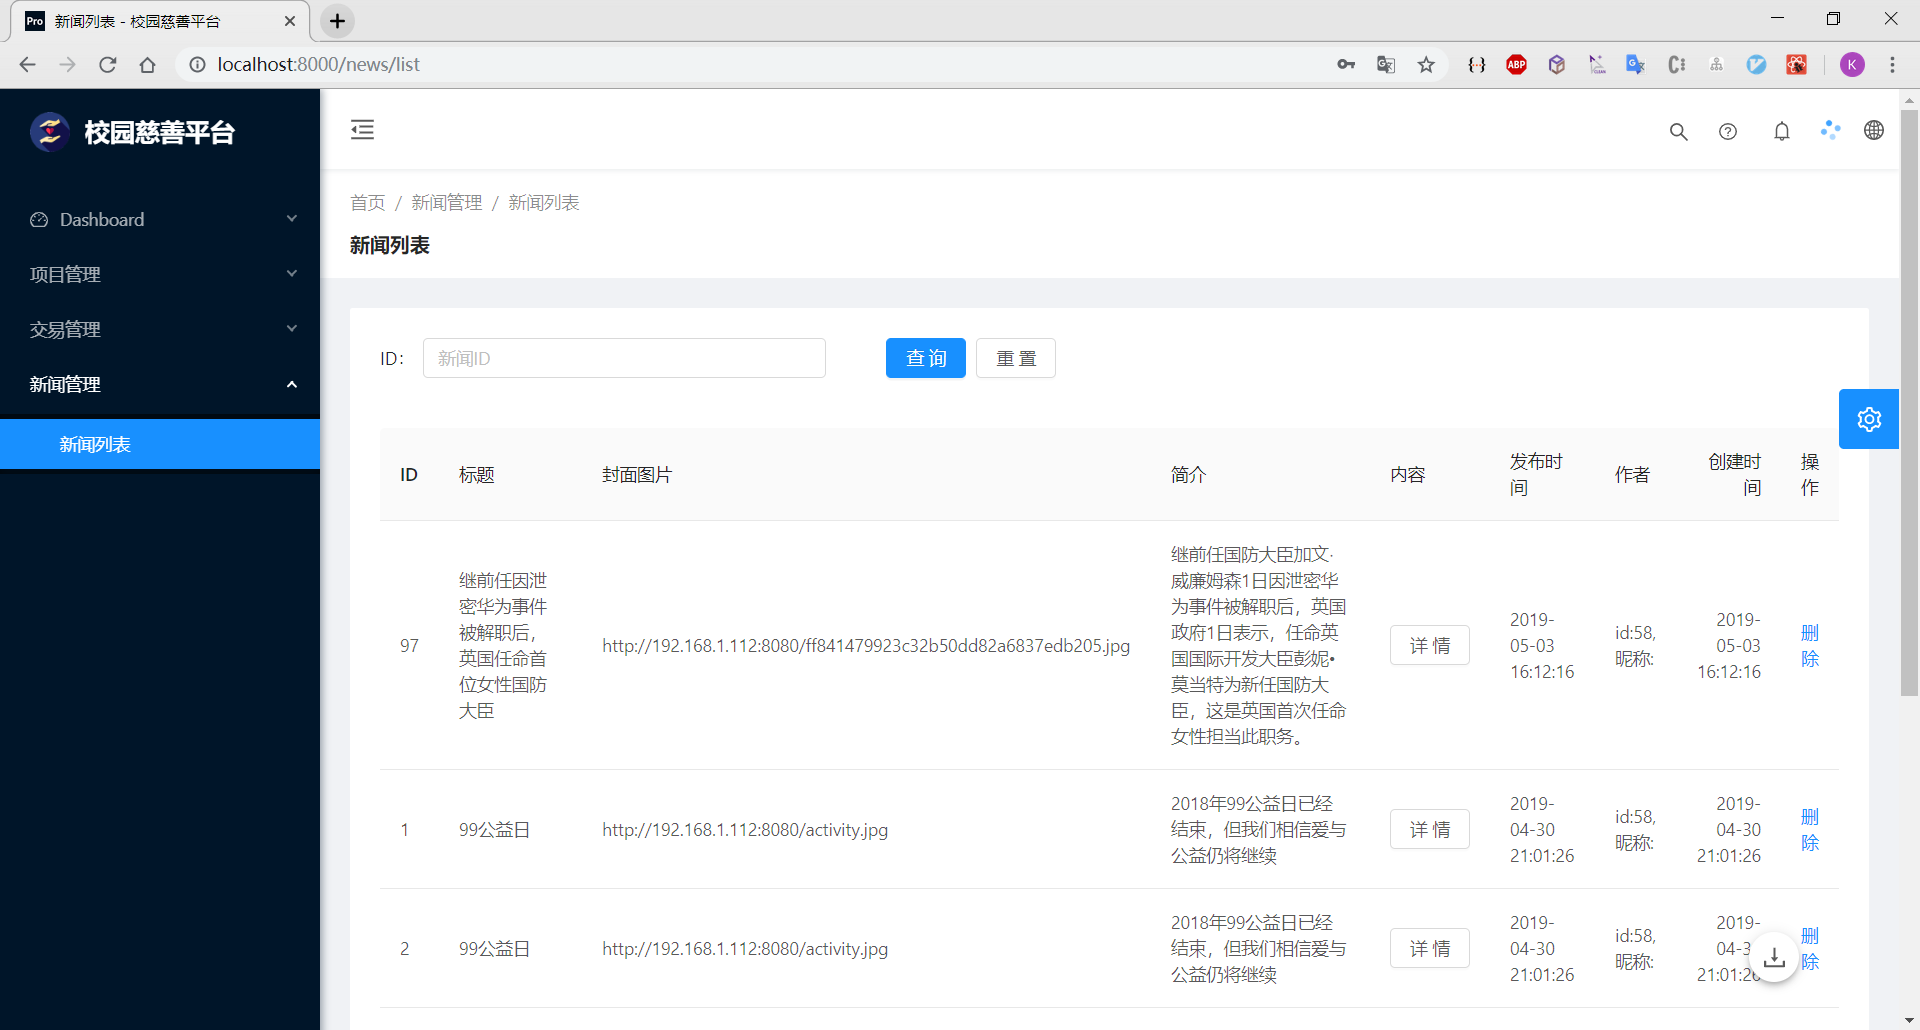 Pro 新闻列表 - 校园慈善平台
localhost:8000/news/list
ABP
K
校园慈善平台
Dashboard
项目管理
交易管理
新闻管理
新闻列表
首页 / 新闻管理 / 新闻列表
新闻列表
ID: 新闻ID 查 询 重 置
ID 标题 封面图片 简介 内容 发布时间 作者 创建时间 操作
97
继前任因泄
密华为事件
被解职后，
英国任命首
位女性国防
大臣
http://192.168.1.112:8080/ff841479923c32b50dd82a6837edb205.jpg
继前任国防大臣加文·
威廉姆森1日因泄密华
为事件被解职后，英国
政府1日表示，任命英
国国际开发大臣彭妮•
莫当特为新任国防大
臣，这是英国首次任命
女性担当此职务。
详 情
2019-
05-03
16:12:16
id:58,
昵称:
2019-
05-03
16:12:16
删
除
1
99公益日
http://192.168.1.112:8080/activity.jpg
2018年99公益日已经
结束，但我们相信爱与
公益仍将继续
详 情
2019-
04-30
21:01:26
id:58,
昵称:
2019-
04-30
21:01:26
删
除
2
99公益日
http://192.168.1.112:8080/activity.jpg
2018年99公益日已经
结束，但我们相信爱与
公益仍将继续
详 情
2019-
04-30
21:01:26
id:58,
昵称:
2019-
04-3
21:01:26
删
除